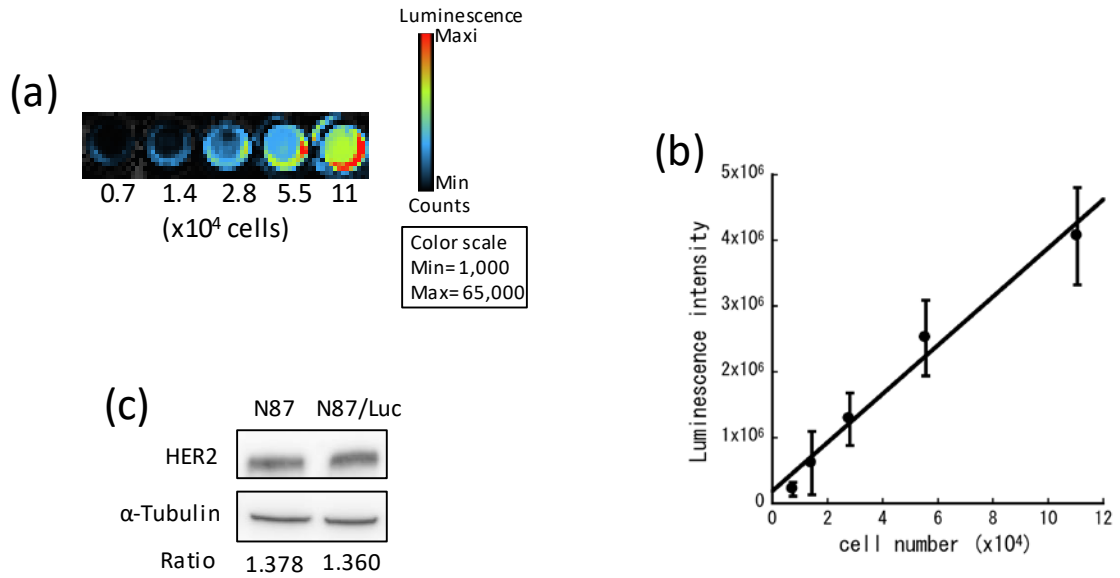 (a)
Luminescence
Maxi
Min
Counts
0.7 1.4 2.8 5.5 11
(x10⁴ cells)
Color scale
Min=1,000
Max=65,000
(b)
Luminescence intensity
5x10⁶
4x10⁶
3x10⁶
2x10⁶
1x10⁶
0
0 2 4 6 8 10 12
cell number (x10⁴)
(c)
N87 N87/Luc
HER2
α-Tubulin
Ratio 1.378 1.360